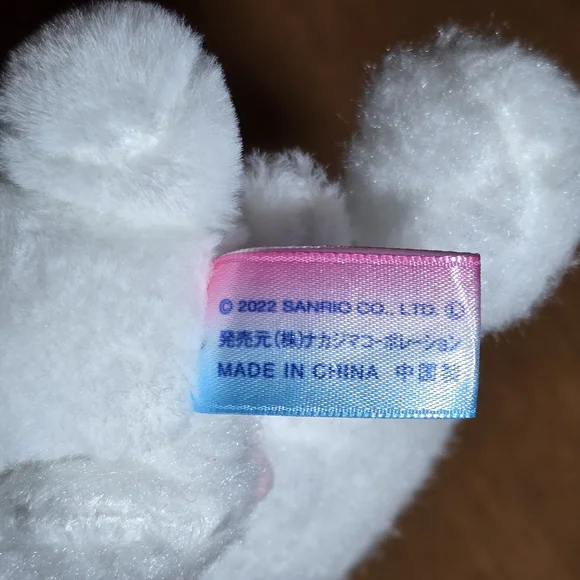 © 2022 SANRIO CO., LTD. Ⓛ
発売元(株)ナカジマコーポレーション
MADE IN CHINA 中国製